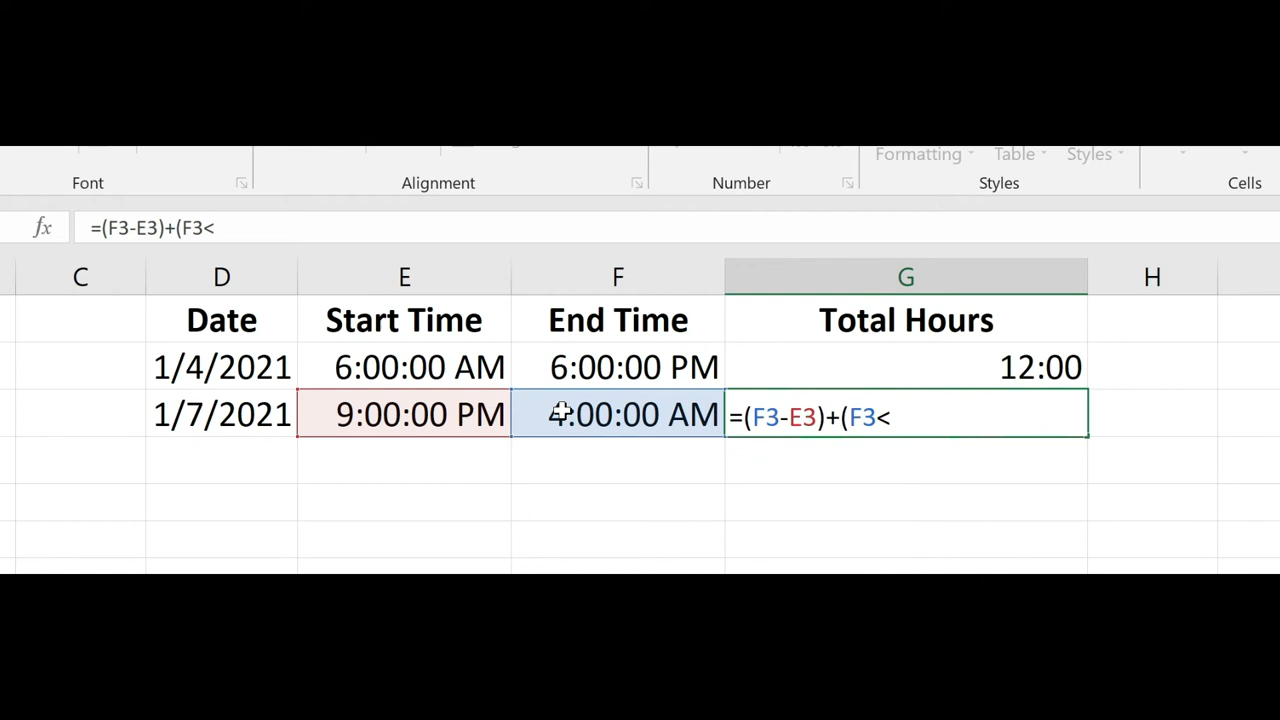 Formatting Table Styles
Font Alignment Number Styles Cells
fx =(F3-E3)+(F3<
C D E F G H
Date Start Time End Time Total Hours
1/4/2021 6:00:00 AM 6:00:00 PM 12:00
1/7/2021 9:00:00 PM 4:00:00 AM =(F3-E3)+(F3<